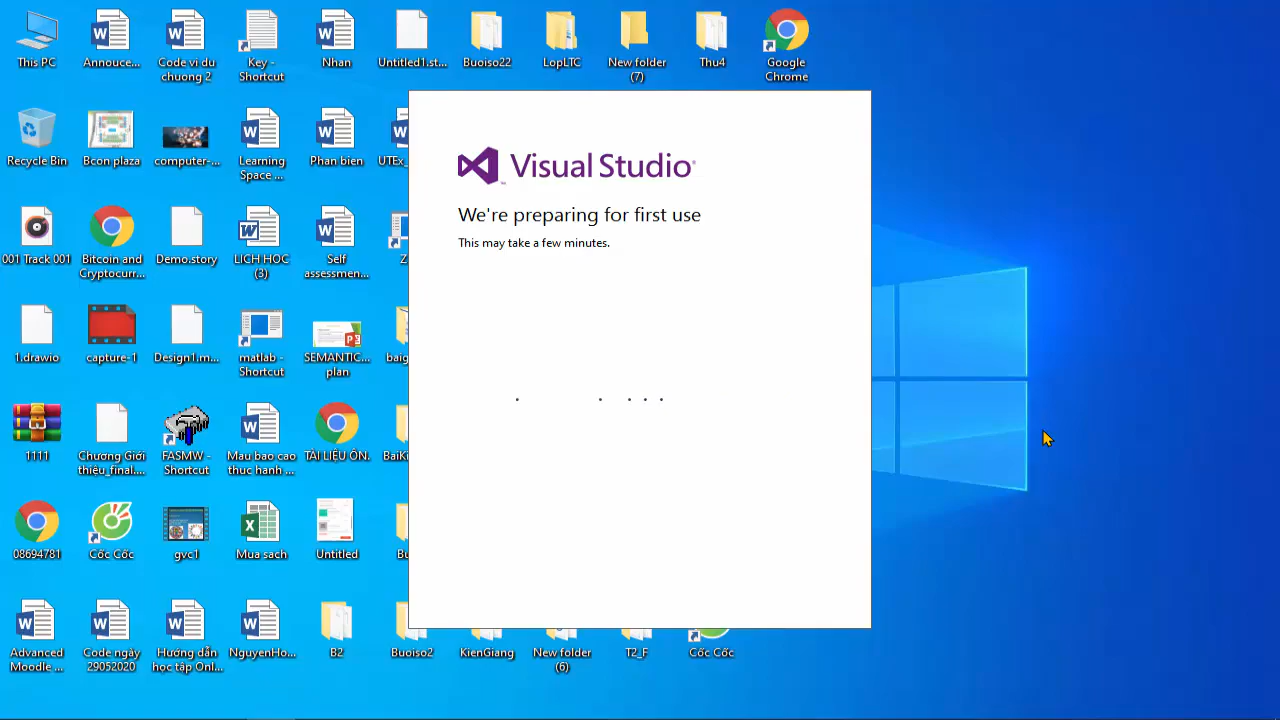 This PC
Annouce...
Code vi du
chuong 2
Key -
Shortcut
Nhan
Untitled1.st...
Buoiso22
LopLTC
New folder
(7)
Thu4
Google
Chrome
Recycle Bin
Bcon plaza
computer-...
Learning
Space ...
Phan bien
UTEx_
001 Track 001
Bitcoin and
Cryptocurr...
Demo.story
LICH HOC
(3)
Self
assessmen...
Z
1.drawio
capture-1
Design1.m...
matlab -
Shortcut
SEMANTIC...
plan
baig
1111
Chương Giới
thiệu_final....
FASMW -
Shortcut
Mau bao cao
thuc hanh ...
TÀI LIỆU ÔN.
BaiKi
08694781
Cốc Cốc
gvc1
Mua sach
Untitled
Bu
Advanced
Moodle ...
Code ngày
29052020
Hướng dẫn
học tập Onl...
NguyenHo...
B2
Buoiso2
KienGiang
New folder
(6)
T2_F
Cốc Cốc
Visual Studio
We're preparing for first use
This may take a few minutes.